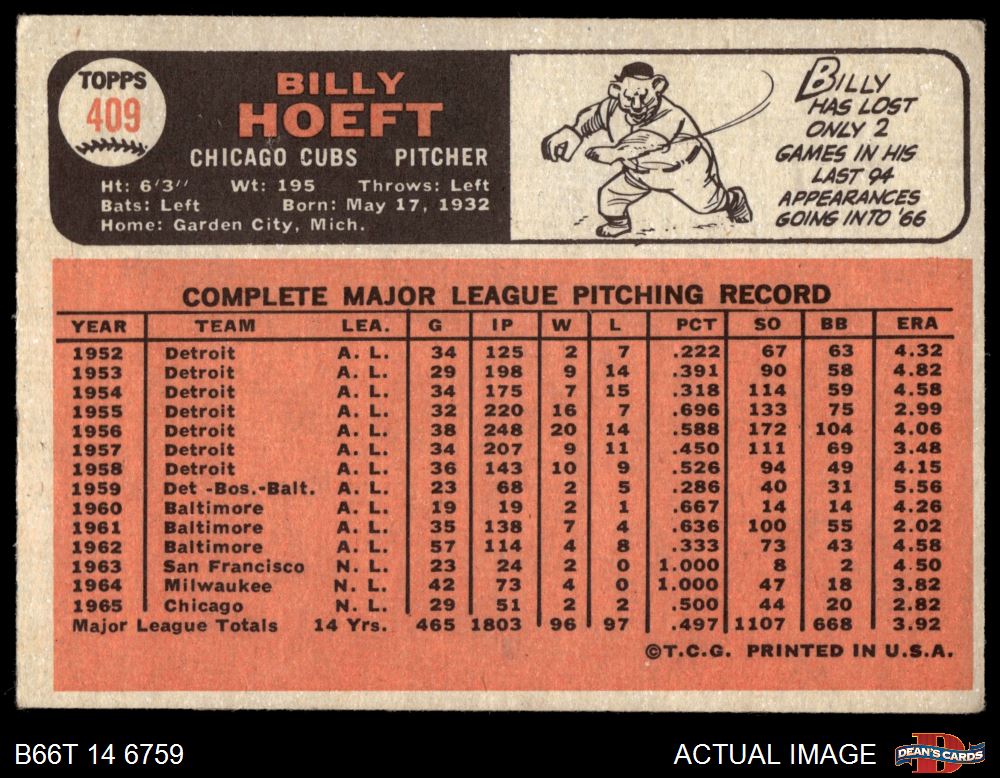 TOPPS
409
BILLY
HOEFT
CHICAGO CUBS PITCHER
Ht: 6'3" Wt: 195 Throws: Left
Bats: Left Born: May 17, 1932
Home: Garden City, Mich.
BILLY
HAS LOST
ONLY 2
GAMES IN HIS
LAST 94
APPEARANCES
GOING INTO '66
COMPLETE MAJOR LEAGUE PITCHING RECORD
YEAR TEAM LEA. G IP W L PCT SO BB ERA
1952 Detroit A. L. 34 125 2 7 .222 67 63 4.32
1953 Detroit A. L. 29 198 9 14 .391 90 58 4.82
1954 Detroit A. L. 34 175 7 15 .318 114 59 4.58
1955 Detroit A. L. 32 220 16 7 .696 133 75 2.99
1956 Detroit A. L. 38 248 20 14 .588 172 104 4.06
1957 Detroit A. L. 34 207 9 11 .450 111 69 3.48
1958 Detroit A. L. 36 143 10 9 .526 94 49 4.15
1959 Det -Bos.-Balt. A. L. 23 68 2 5 .286 40 31 5.56
1960 Baltimore A. L. 19 19 2 1 .667 14 14 4.26
1961 Baltimore A. L. 35 138 7 4 .636 100 55 2.02
1962 Baltimore A. L. 57 114 4 8 .333 73 43 4.58
1963 San Francisco N. L. 23 24 2 0 1.000 8 2 4.50
1964 Milwaukee N. L. 42 73 4 0 1.000 47 18 3.82
1965 Chicago N. L. 29 51 2 2 .500 44 20 2.82
Major League Totals 14 Yrs. 465 1803 96 97 .497 1107 668 3.92
©T.C.G. PRINTED IN U.S.A.
B66T 14 6759 ACTUAL IMAGE DEAN'S CARDS